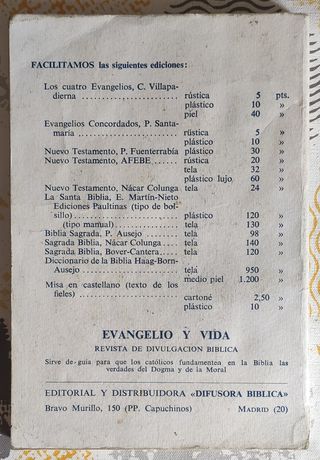 FACILITAMOS las siguientes ediciones:
Los cuatro Evangelios, C. Villapa-
dierna ........................ rústica 5 pts.
plástico 10 »
piel 40 »
Evangelios Concordados, P. Santa-
maría ........................ rústica 5 »
plástico 10 »
Nuevo Testamento, P. Fuenterrabía plástico 30 »
Nuevo Testamento, AFEBE ......... rústica 20 »
tela 32 »
plástico lujo 60 »
Nuevo Testamento, Nácar Colunga tela 24 »
La Santa Biblia, E. Martín-Nieto
Ediciones Paultinas (tipo de bol-
sillo) ........................ plástico 120 »
(tipo manual) .................. tela 130 »
Biblia Sagrada, P. Ausejo ......... tela 98 »
Sagrada Biblia, Nácar Colunga .... tela 140 »
Sagrada Biblia, Bover-Cantera ..... tela 120 »
Diccionario de la Biblia Haag-Born-
Ausejo ........................ tela 950 »
medio piel 1.200 »
Misa en castellano (texto de los
fieles) ........................ cartoné 2,50 »
plástico 10 »
EVANGELIO Y VIDA
REVISTA DE DIVULGACION BIBLICA
Sirve de guía para que los católicos fundamenten en la Biblia las
verdades del Dogma y de la Moral
EDITORIAL Y DISTRIBUIDORA «DIFUSORA BIBLICA»
Bravo Murillo, 150 (PP. Capuchinos) MADRID (20)